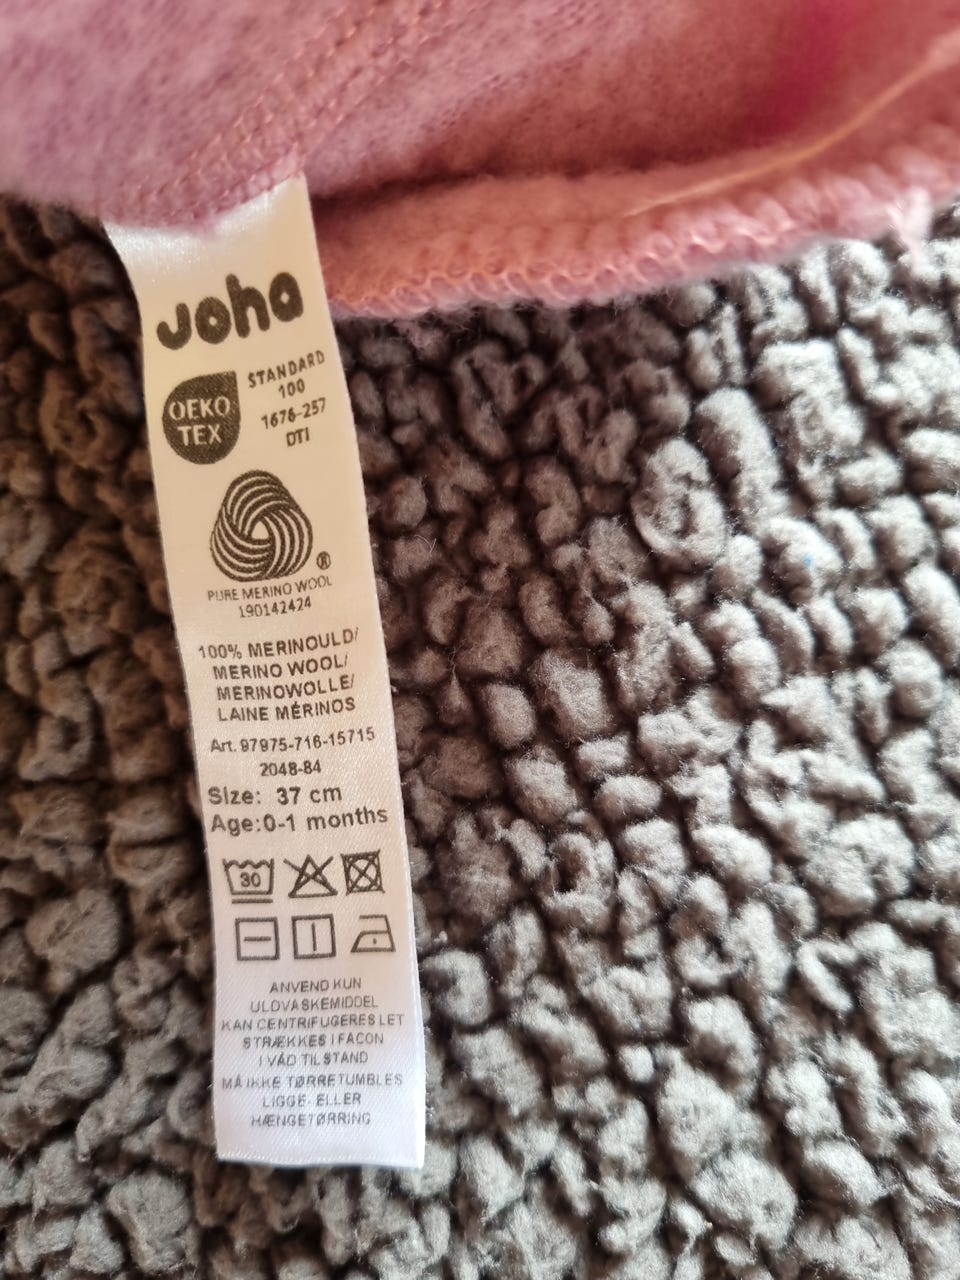 Joha
OEKO
TEX
STANDARD
100
1676-257
DTI
®
PURE MERINO WOOL
190142424
100% MERINOULD/
MERINO WOOL/
MERINOWOLLE/
LAINE MÉRINOS
Art. 97975-716-15715
2048-84
Size: 37 cm
Age:0-1 months
30
ANVEND KUN
ULDVASKEMIDDEL
KAN CENTRIFUGERES LET
STRÆKKES I FACON
I VÅD TILSTAND
MÅ IKKE TØRRETUMBLES
LIGGE- ELLER
HÆNGETØRRING